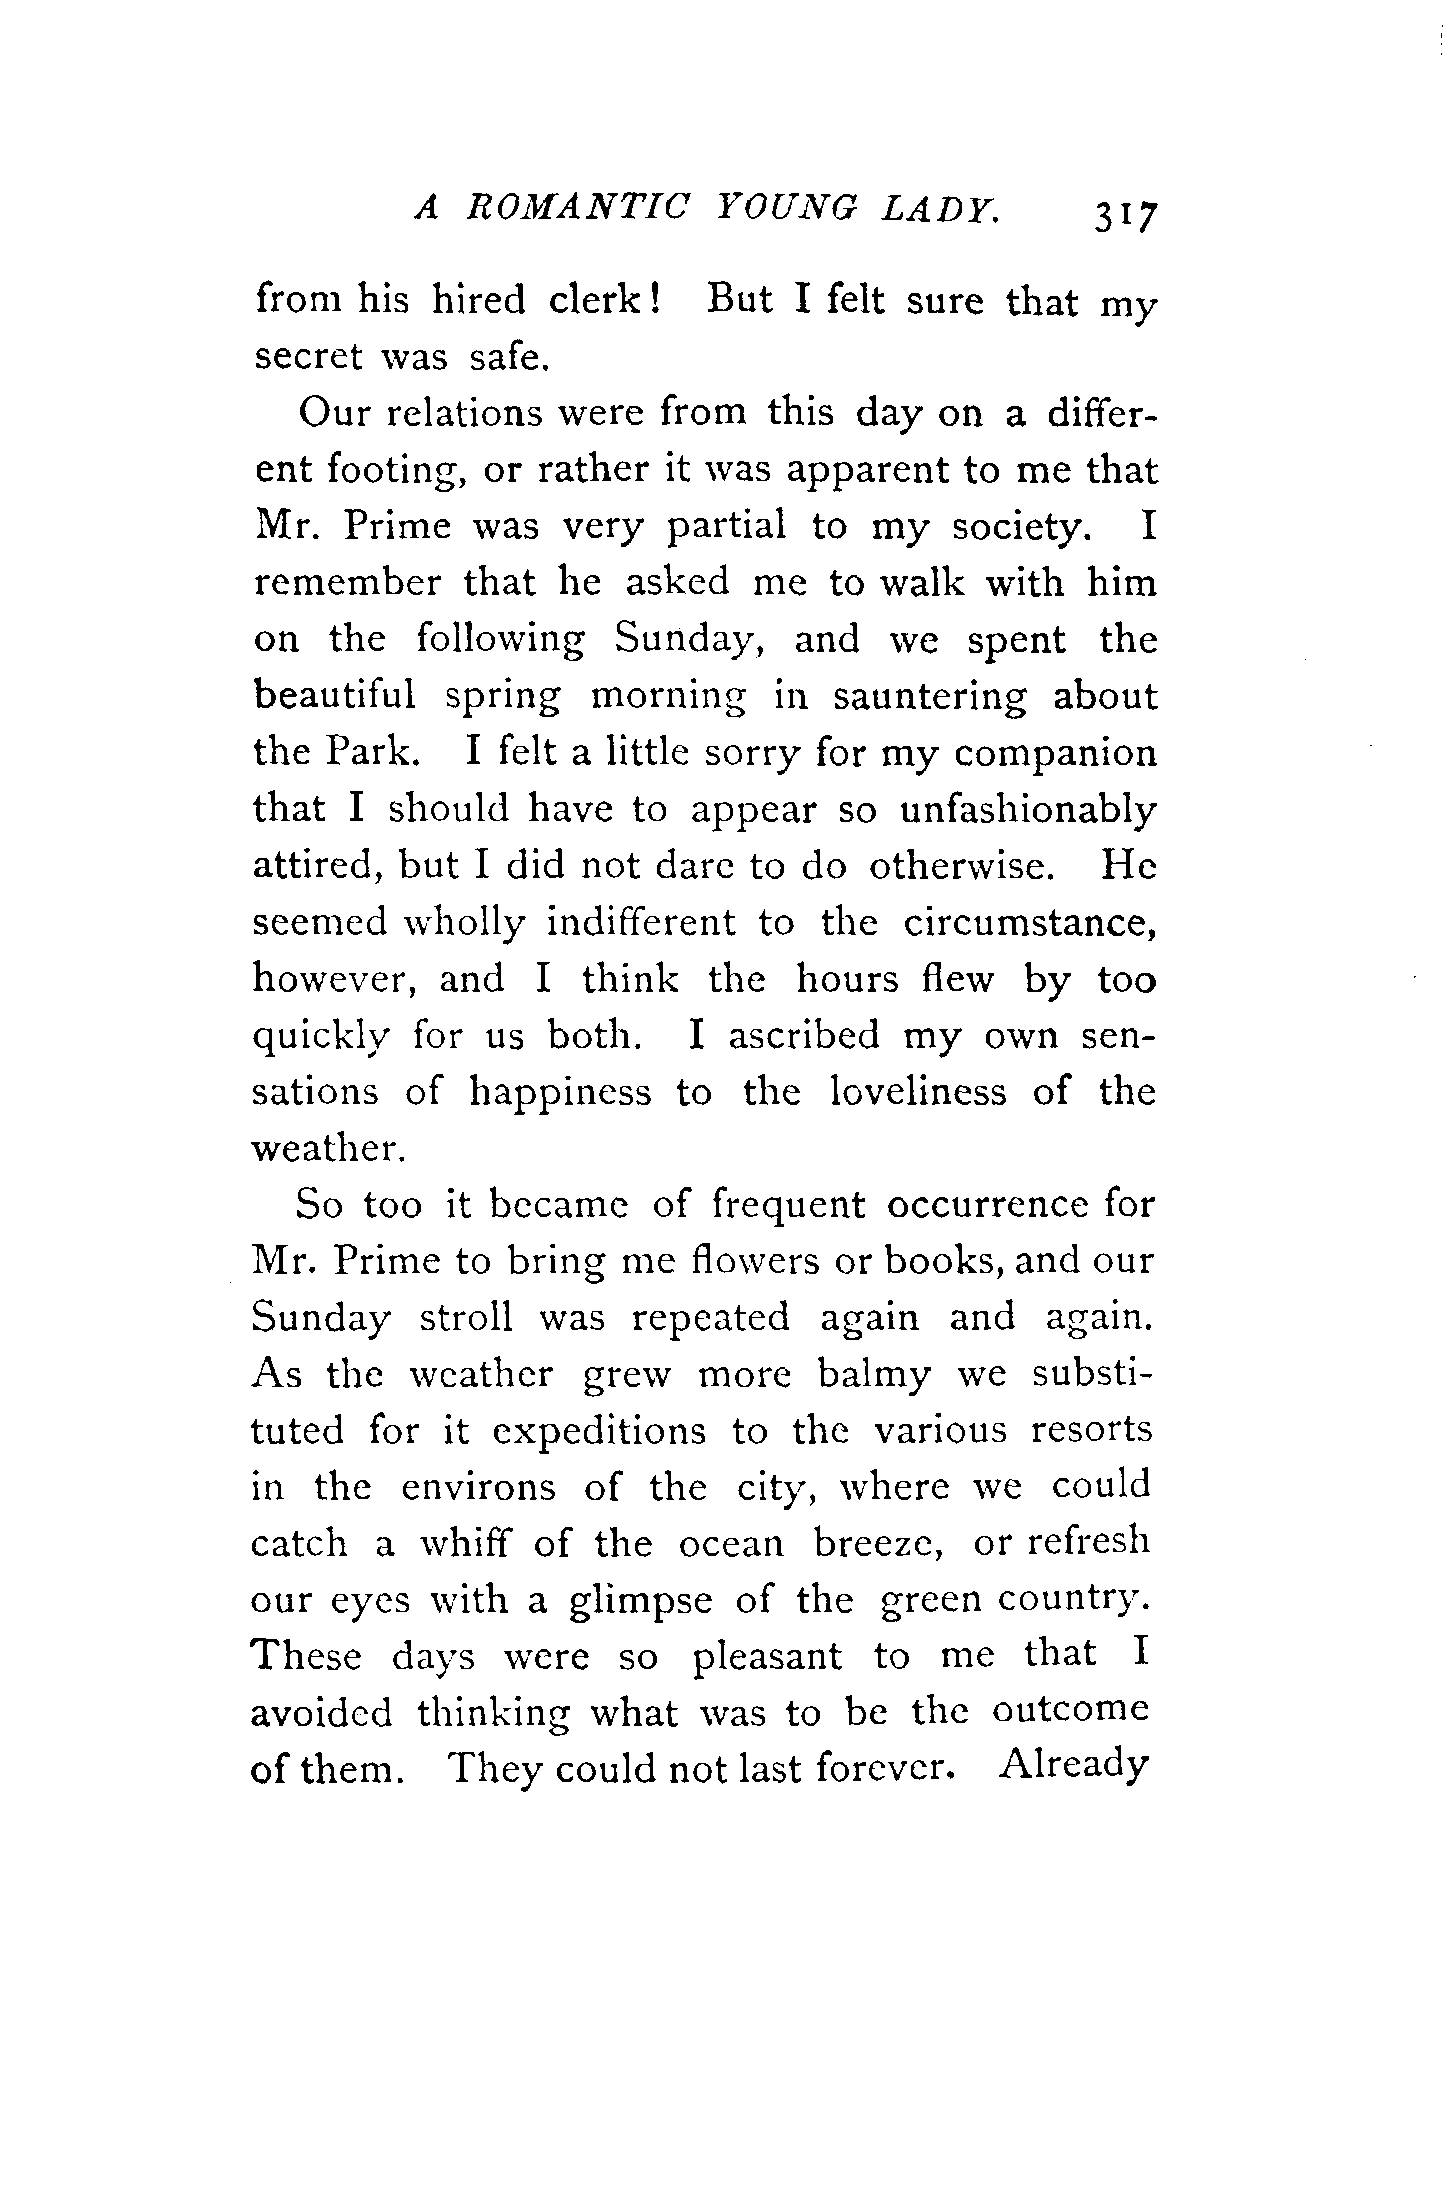 A ROMANTIC YOUNG LADY. 317
from his hired clerk! But I felt sure that my
secret was safe.
Our relations were from this day on a differ-
ent footing, or rather it was apparent to me that
Mr. Prime was very partial to my society. I
remember that he asked me to walk with him
on the following Sunday, and we spent the
beautiful spring morning in sauntering about
the Park. I felt a little sorry for my companion
that I should have to appear so unfashionably
attired, but I did not dare to do otherwise. He
seemed wholly indifferent to the circumstance,
however, and I think the hours flew by too
quickly for us both. I ascribed my own sen-
sations of happiness to the loveliness of the
weather.
So too it became of frequent occurrence for
Mr. Prime to bring me flowers or books, and our
Sunday stroll was repeated again and again.
As the weather grew more balmy we substi-
tuted for it expeditions to the various resorts
in the environs of the city, where we could
catch a whiff of the ocean breeze, or refresh
our eyes with a glimpse of the green country.
These days were so pleasant to me that I
avoided thinking what was to be the outcome
of them. They could not last forever. Already